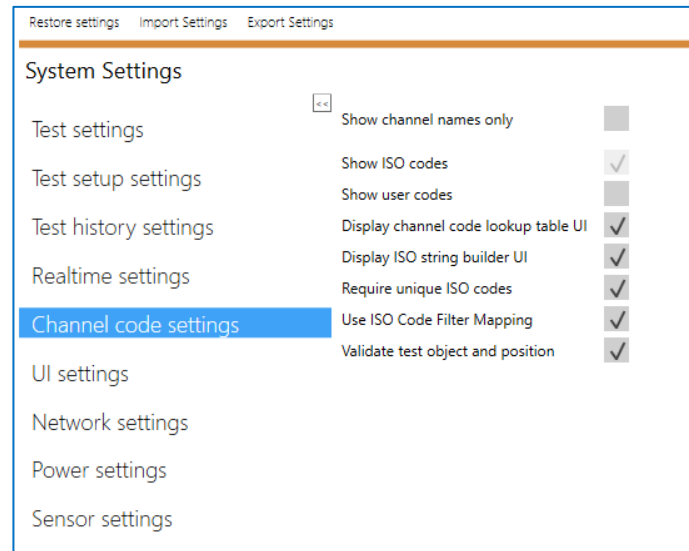 Restore settings Import Settings Export Settings
System Settings
<<
Test settings
Test setup settings
Test history settings
Realtime settings
Channel code settings
UI settings
Network settings
Power settings
Sensor settings
Show channel names only
Show ISO codes
Show user codes
Display channel code lookup table UI
Display ISO string builder UI
Require unique ISO codes
Use ISO Code Filter Mapping
Validate test object and position